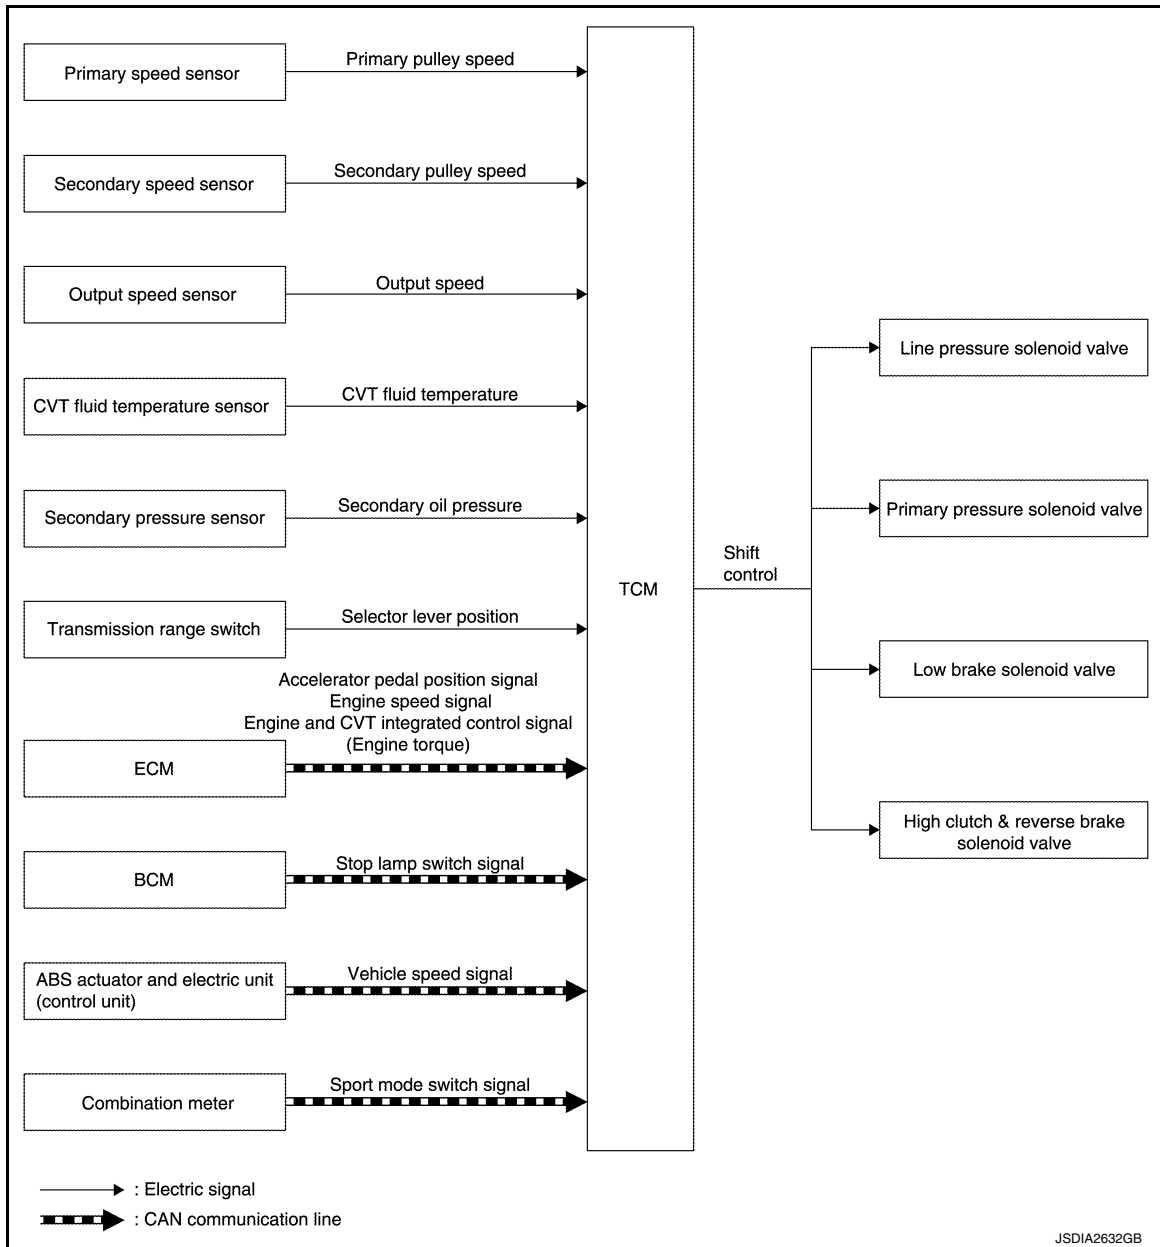 Primary speed sensor
Primary pulley speed
Secondary speed sensor
Secondary pulley speed
Output speed sensor
Output speed
CVT fluid temperature sensor
CVT fluid temperature
Secondary pressure sensor
Secondary oil pressure
Transmission range switch
Selector lever position
ECM
Accelerator pedal position signal
Engine speed signal
Engine and CVT integrated control signal
(Engine torque)
BCM
Stop lamp switch signal
ABS actuator and electric unit
(control unit)
Vehicle speed signal
Combination meter
Sport mode switch signal
TCM
Shift
control
Line pressure solenoid valve
Primary pressure solenoid valve
Low brake solenoid valve
High clutch & reverse brake
solenoid valve
: Electric signal
: CAN communication line
JSDIA2632GB